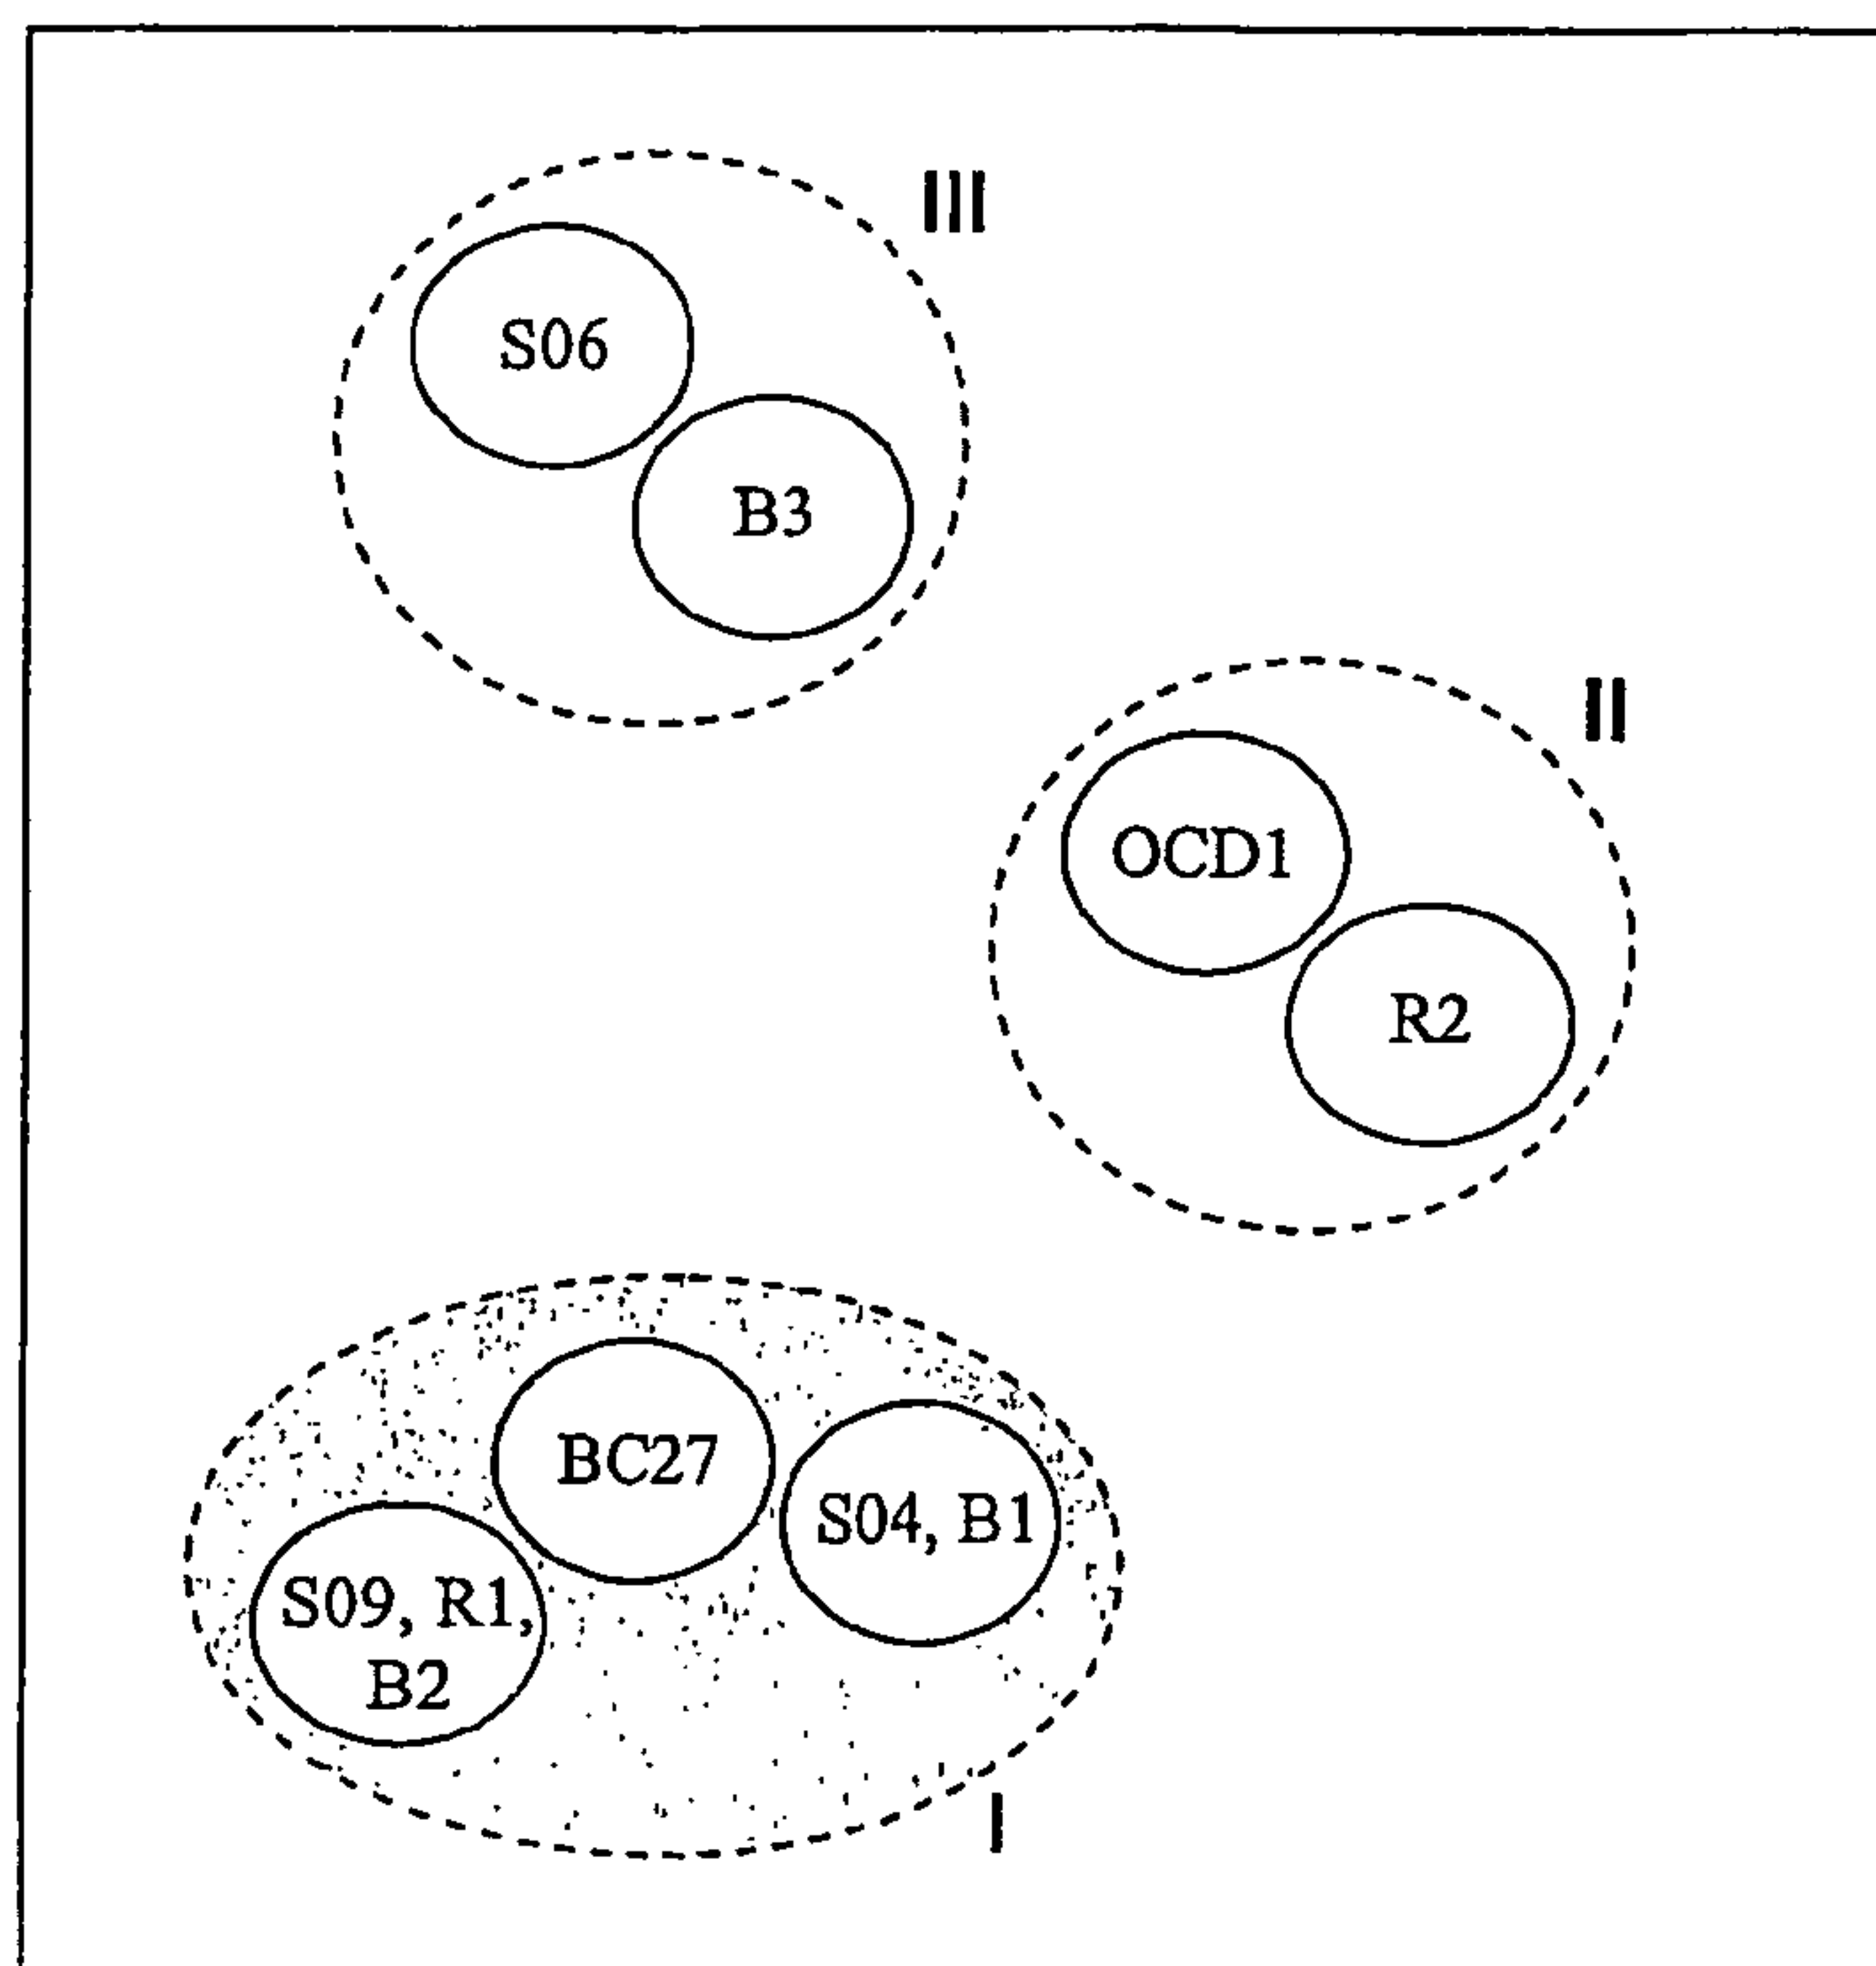 III
S06
B3
II
OCD1
R2
BC27
S04, B1
S09, R1,
B2
I